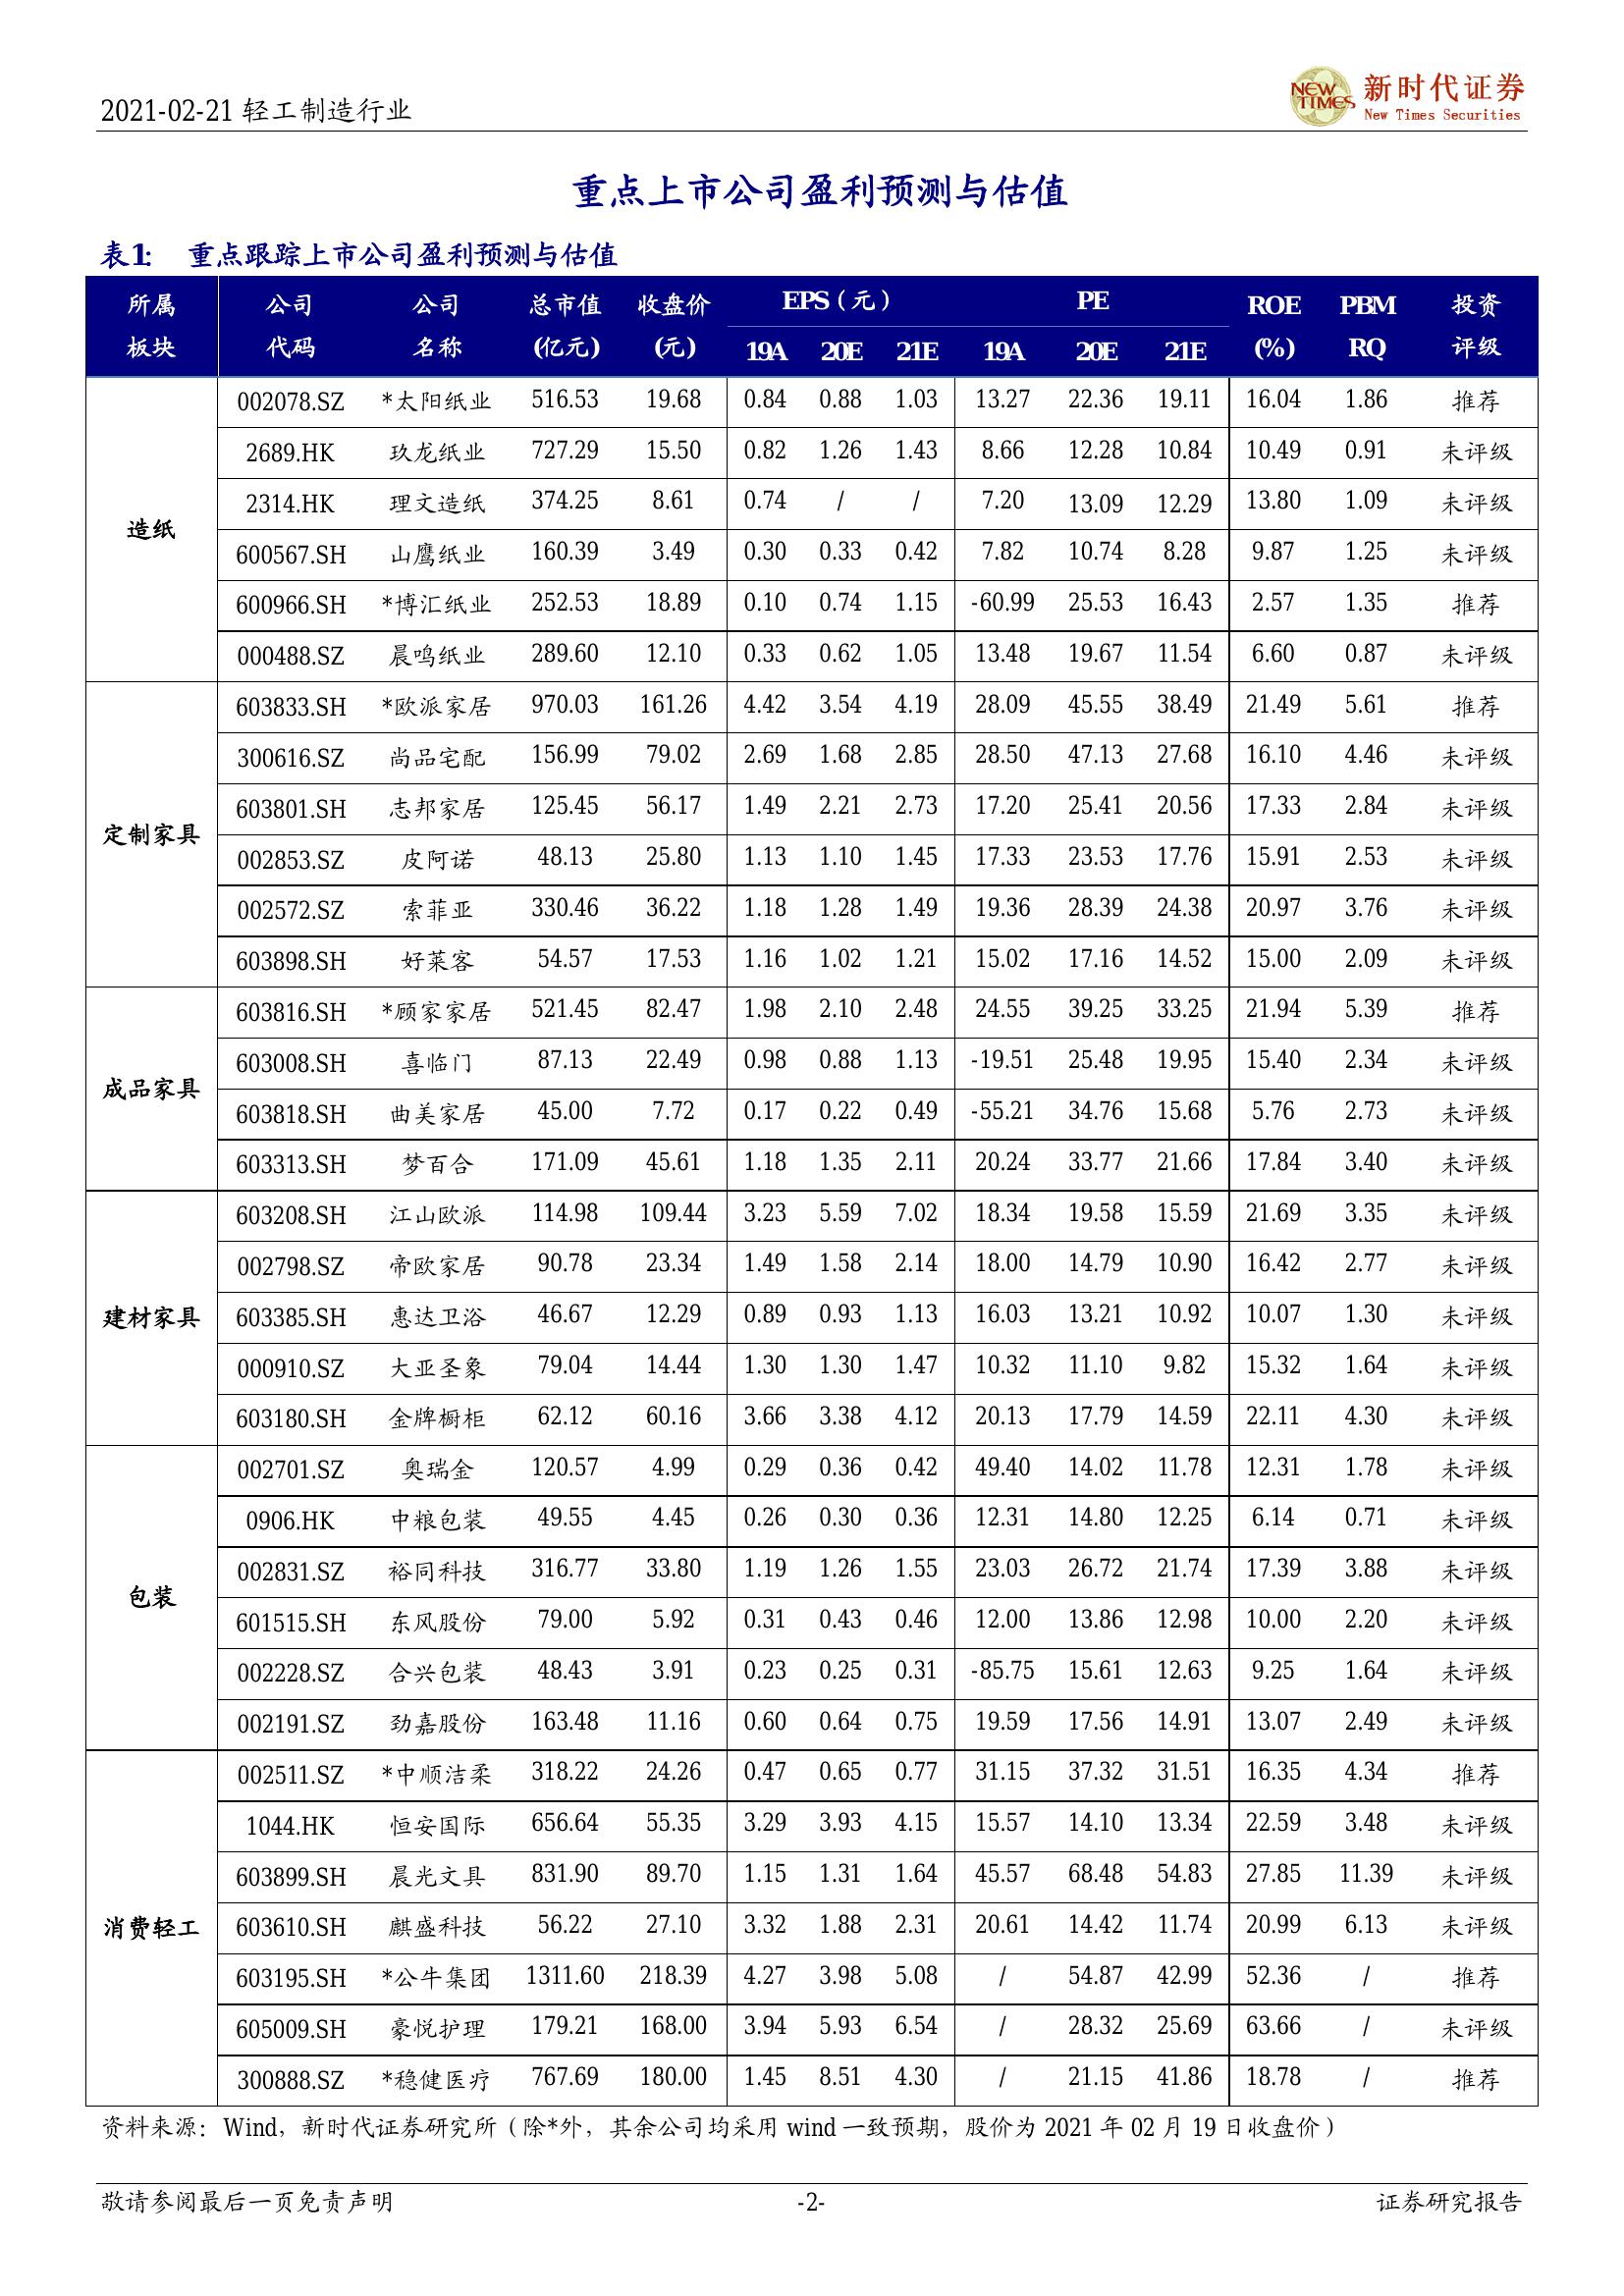 2021-02-21 轻工制造行业
NEW TIMES 新时代证券
New Times Securities
重点上市公司盈利预测与估值
表1: 重点跟踪上市公司盈利预测与估值
所属 公司 公司 总市值 收盘价 EPS（元） PE ROE PBM 投资
板块 代码 名称 (亿元) (元) 19A 20E 21E 19A 20E 21E (%) RQ 评级
造纸
002078.SZ *太阳纸业 516.53 19.68 0.84 0.88 1.03 13.27 22.36 19.11 16.04 1.86 推荐
2689.HK 玖龙纸业 727.29 15.50 0.82 1.26 1.43 8.66 12.28 10.84 10.49 0.91 未评级
2314.HK 理文造纸 374.25 8.61 0.74 / / 7.20 13.09 12.29 13.80 1.09 未评级
600567.SH 山鹰纸业 160.39 3.49 0.30 0.33 0.42 7.82 10.74 8.28 9.87 1.25 未评级
600966.SH *博汇纸业 252.53 18.89 0.10 0.74 1.15 -60.99 25.53 16.43 2.57 1.35 推荐
000488.SZ 晨鸣纸业 289.60 12.10 0.33 0.62 1.05 13.48 19.67 11.54 6.60 0.87 未评级
定制家具
603833.SH *欧派家居 970.03 161.26 4.42 3.54 4.19 28.09 45.55 38.49 21.49 5.61 推荐
300616.SZ 尚品宅配 156.99 79.02 2.69 1.68 2.85 28.50 47.13 27.68 16.10 4.46 未评级
603801.SH 志邦家居 125.45 56.17 1.49 2.21 2.73 17.20 25.41 20.56 17.33 2.84 未评级
002853.SZ 皮阿诺 48.13 25.80 1.13 1.10 1.45 17.33 23.53 17.76 15.91 2.53 未评级
002572.SZ 索菲亚 330.46 36.22 1.18 1.28 1.49 19.36 28.39 24.38 20.97 3.76 未评级
603898.SH 好莱客 54.57 17.53 1.16 1.02 1.21 15.02 17.16 14.52 15.00 2.09 未评级
成品家具
603816.SH *顾家家居 521.45 82.47 1.98 2.10 2.48 24.55 39.25 33.25 21.94 5.39 推荐
603008.SH 喜临门 87.13 22.49 0.98 0.88 1.13 -19.51 25.48 19.95 15.40 2.34 未评级
603818.SH 曲美家居 45.00 7.72 0.17 0.22 0.49 -55.21 34.76 15.68 5.76 2.73 未评级
603313.SH 梦百合 171.09 45.61 1.18 1.35 2.11 20.24 33.77 21.66 17.84 3.40 未评级
建材家具
603208.SH 江山欧派 114.98 109.44 3.23 5.59 7.02 18.34 19.58 15.59 21.69 3.35 未评级
002798.SZ 帝欧家居 90.78 23.34 1.49 1.58 2.14 18.00 14.79 10.90 16.42 2.77 未评级
603385.SH 惠达卫浴 46.67 12.29 0.89 0.93 1.13 16.03 13.21 10.92 10.07 1.30 未评级
000910.SZ 大亚圣象 79.04 14.44 1.30 1.30 1.47 10.32 11.10 9.82 15.32 1.64 未评级
603180.SH 金牌橱柜 62.12 60.16 3.66 3.38 4.12 20.13 17.79 14.59 22.11 4.30 未评级
包装
002701.SZ 奥瑞金 120.57 4.99 0.29 0.36 0.42 49.40 14.02 11.78 12.31 1.78 未评级
0906.HK 中粮包装 49.55 4.45 0.26 0.30 0.36 12.31 14.80 12.25 6.14 0.71 未评级
002831.SZ 裕同科技 316.77 33.80 1.19 1.26 1.55 23.03 26.72 21.74 17.39 3.88 未评级
601515.SH 东风股份 79.00 5.92 0.31 0.43 0.46 12.00 13.86 12.98 10.00 2.20 未评级
002228.SZ 合兴包装 48.43 3.91 0.23 0.25 0.31 -85.75 15.61 12.63 9.25 1.64 未评级
002191.SZ 劲嘉股份 163.48 11.16 0.60 0.64 0.75 19.59 17.56 14.91 13.07 2.49 未评级
消费轻工
002511.SZ *中顺洁柔 318.22 24.26 0.47 0.65 0.77 31.15 37.32 31.51 16.35 4.34 推荐
1044.HK 恒安国际 656.64 55.35 3.29 3.93 4.15 15.57 14.10 13.34 22.59 3.48 未评级
603899.SH 晨光文具 831.90 89.70 1.15 1.31 1.64 45.57 68.48 54.83 27.85 11.39 未评级
603610.SH 麒盛科技 56.22 27.10 3.32 1.88 2.31 20.61 14.42 11.74 20.99 6.13 未评级
603195.SH *公牛集团 1311.60 218.39 4.27 3.98 5.08 / 54.87 42.99 52.36 / 推荐
605009.SH 豪悦护理 179.21 168.00 3.94 5.93 6.54 / 28.32 25.69 63.66 / 未评级
300888.SZ *稳健医疗 767.69 180.00 1.45 8.51 4.30 / 21.15 41.86 18.78 / 推荐
资料来源：Wind，新时代证券研究所（除*外，其余公司均采用 wind 一致预期，股价为 2021 年 02 月 19 日收盘价）
敬请参阅最后一页免责声明 -2- 证券研究报告